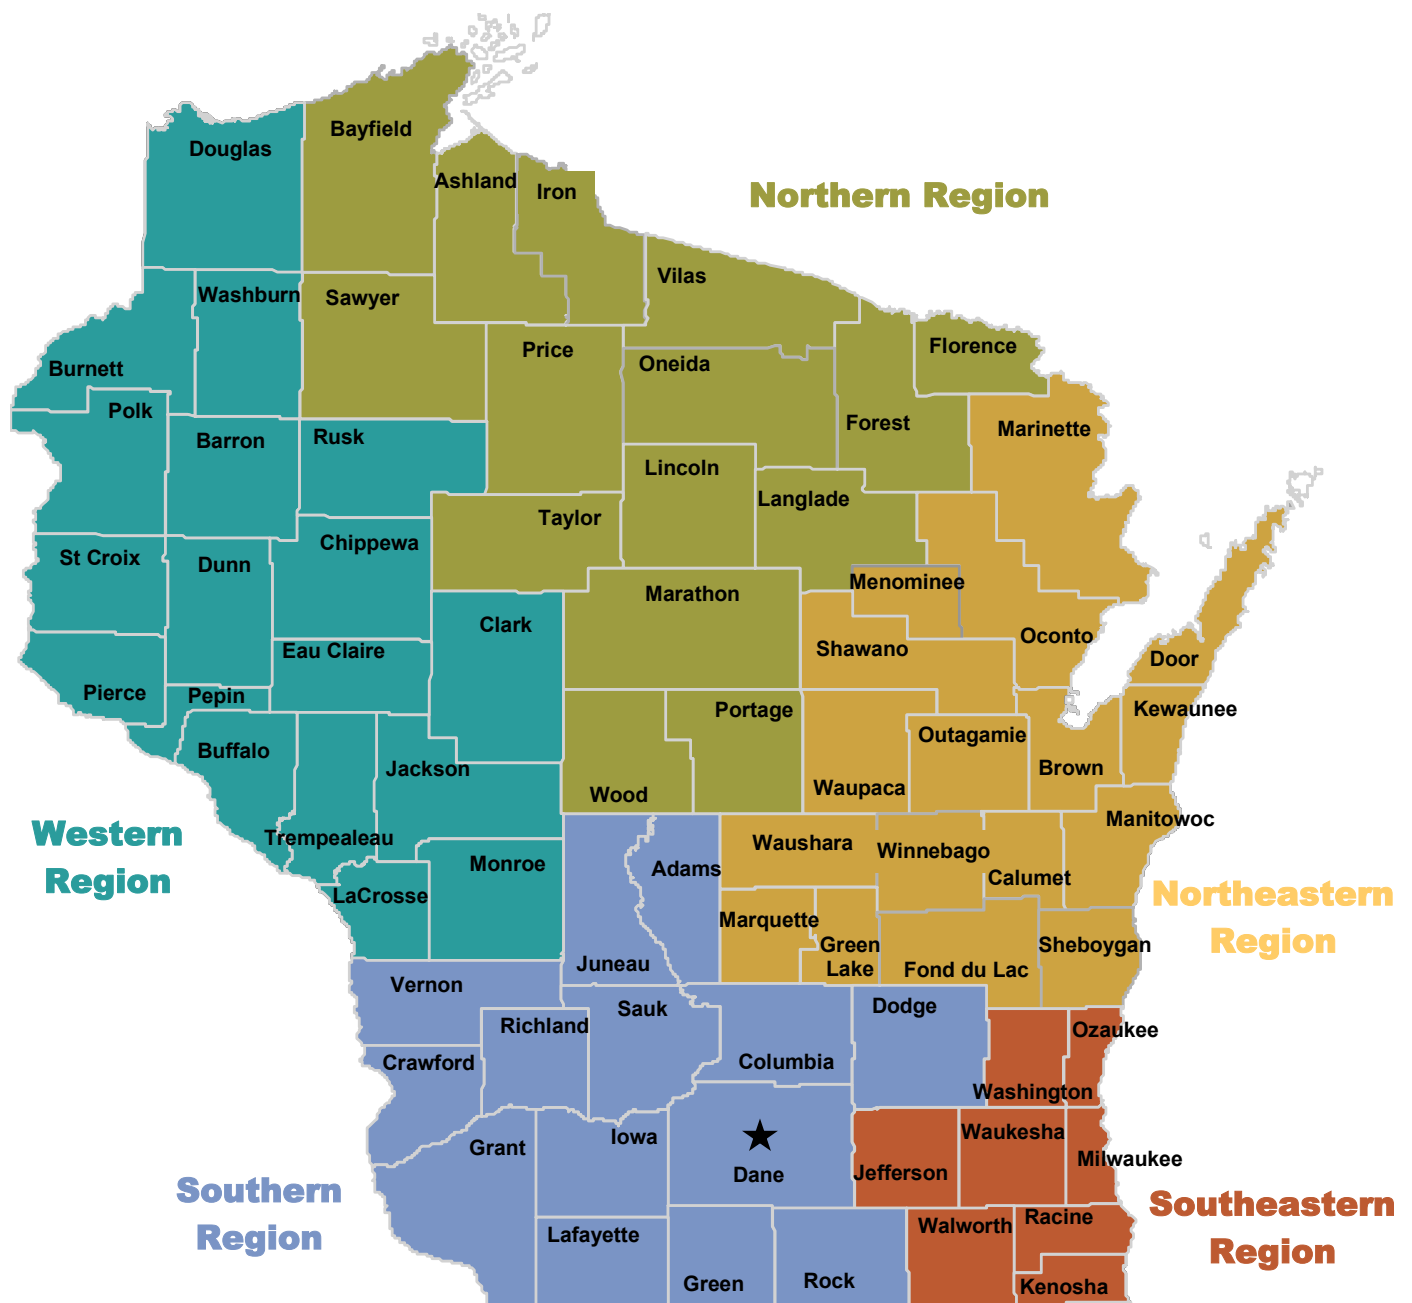 Bayfield
Douglas
Ashland
Iron
Northern Region
Vilas
Washburn
Sawyer
Florence
Price
Oneida
Burnett
Polk
Forest
Marinette
Barron
Rusk
Lincoln
Langlade
Taylor
Chippewa
St Croix
Dunn
Menominee
Marathon
Clark
Oconto
Eau Claire
Shawano
Door
Pierce
Pepin
Portage
Kewaunee
Outagamie
Buffalo
Jackson
Brown
Wood
Waupaca
Manitowoc
Western
Region
Trempealeau
Waushara
Winnebago
Monroe
Adams
Calumet
LaCrosse
Northeastern
Region
Marquette
Green
Lake
Sheboygan
Juneau
Fond du Lac
Vernon
Sauk
Dodge
Richland
Ozaukee
Crawford
Columbia
Washington
Iowa
Waukesha
Grant
Milwaukee
Dane
Jefferson
Southern
Region
Southeastern
Region
Racine
Walworth
Lafayette
Green
Rock
Kenosha